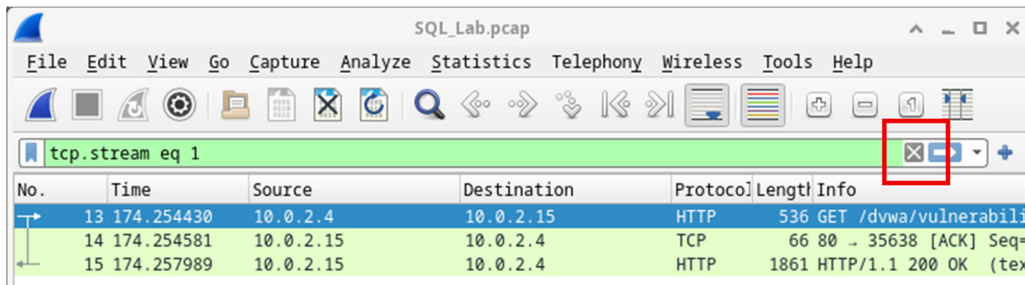 SQL_Lab.pcap
File Edit View Go Capture Analyze Statistics Telephony Wireless Tools Help
tcp.stream eq 1
No. Time Source Destination Protocol Length Info
13 174.254430 10.0.2.4 10.0.2.15 HTTP 536 GET /dvwa/vulnerabili
14 174.254581 10.0.2.15 10.0.2.4 TCP 66 80 → 35638 [ACK] Seq=
15 174.257989 10.0.2.15 10.0.2.4 HTTP 1861 HTTP/1.1 200 OK (tex